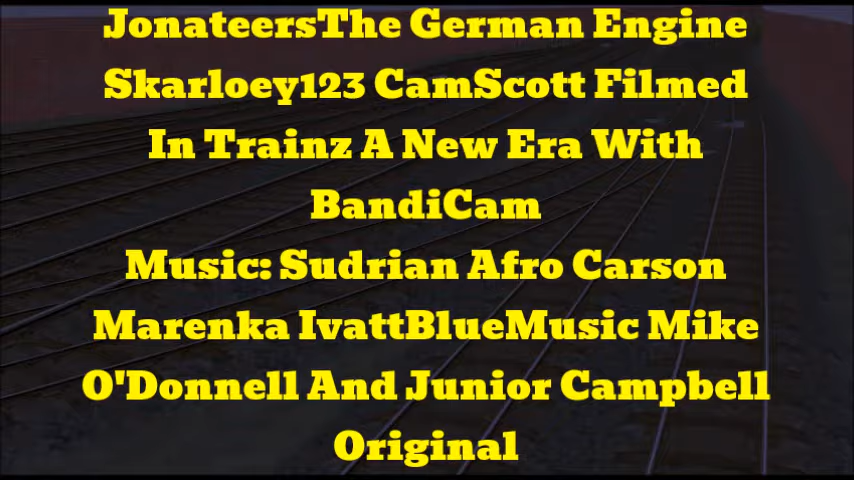 JonateersThe German Engine
Skarloey123 CamScott Filmed
In Trainz A New Era With
BandiCam
Music: Sudrian Afro Carson
Marenka IvattBlueMusic Mike
O'Donnell And Junior Campbell
Original